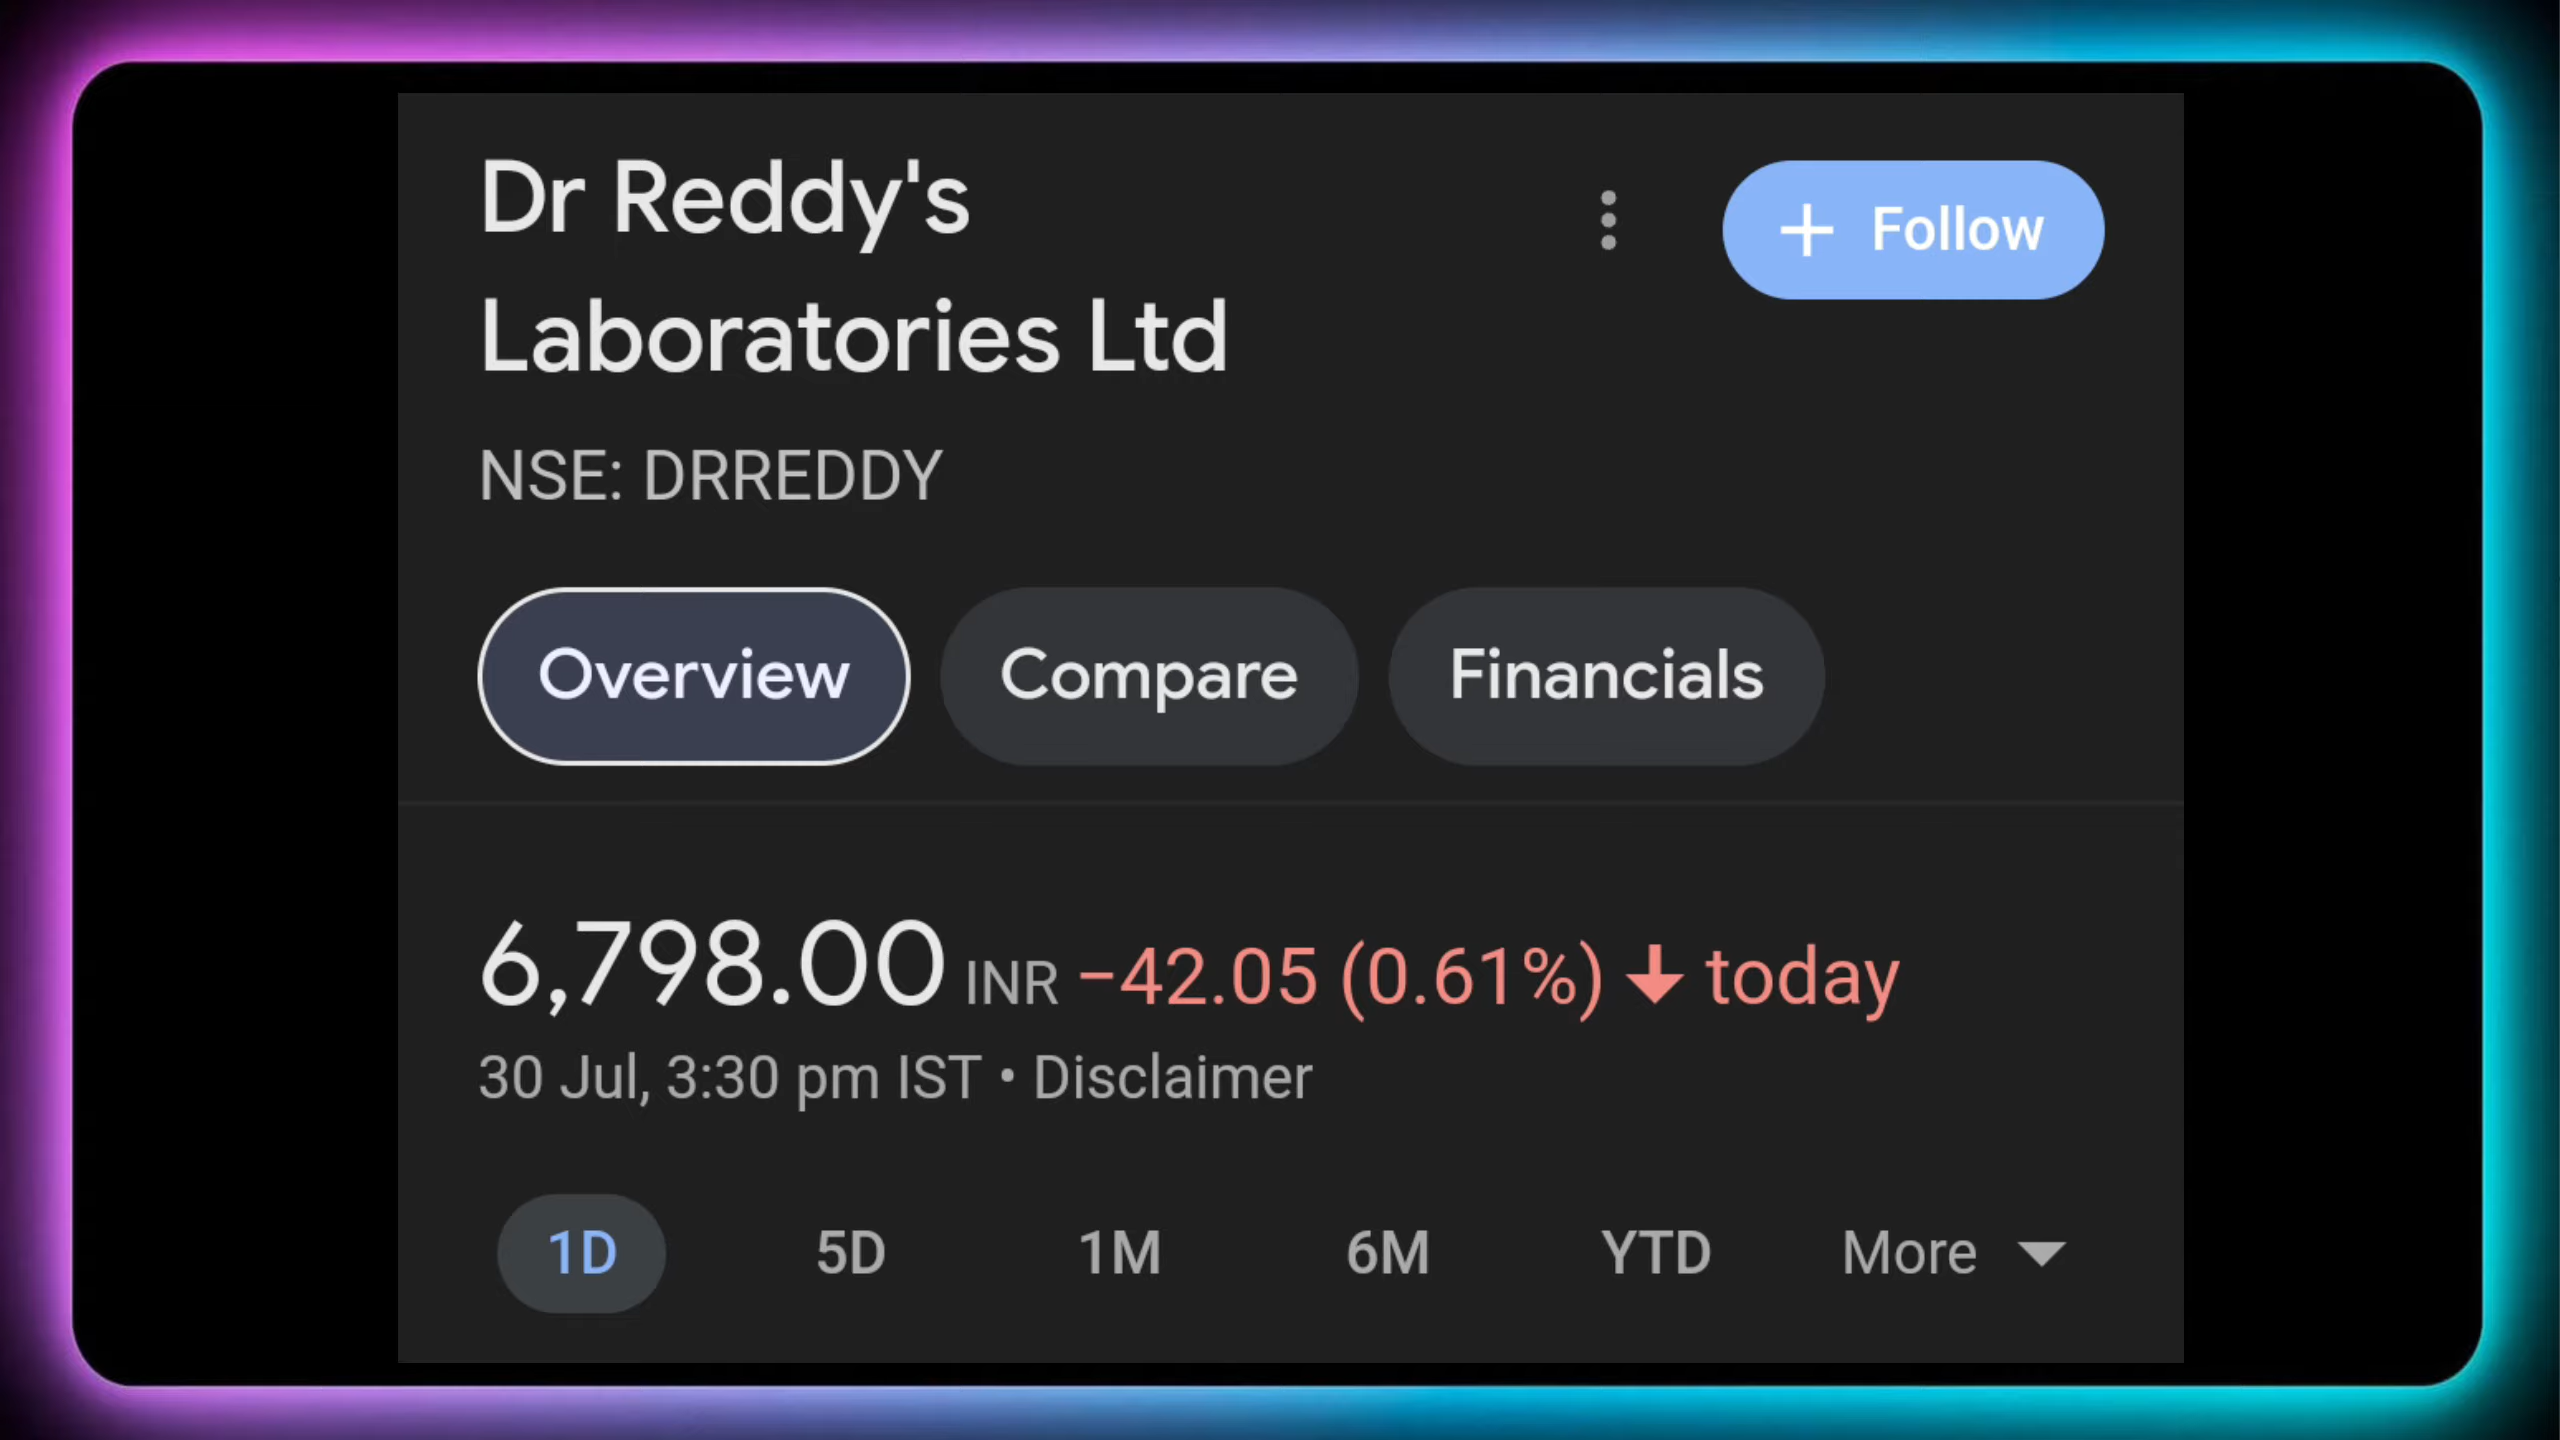 Dr Reddy's
Laboratories Ltd
+ Follow
NSE: DRREDDY
Overview Compare Financials
6,798.00 INR −42.05 (0.61%) ↓ today
30 Jul, 3:30 pm IST • Disclaimer
1D 5D 1M 6M YTD More